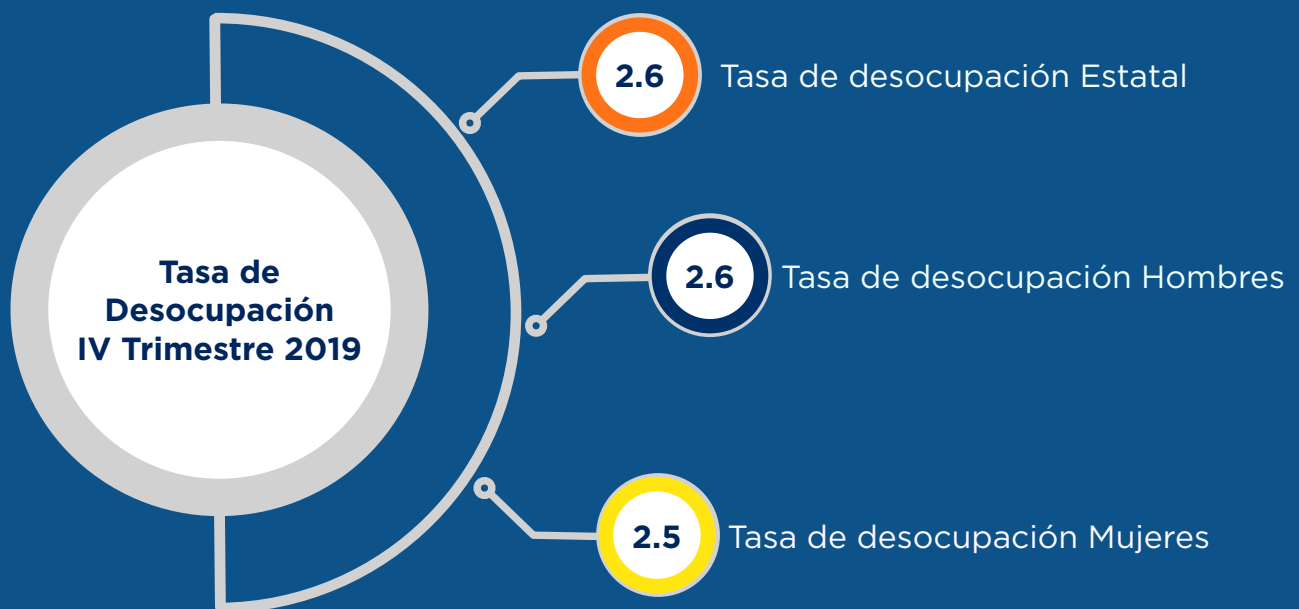 Tasa de
Desocupación
IV Trimestre 2019
2.6 Tasa de desocupación Estatal
2.6 Tasa de desocupación Hombres
2.5 Tasa de desocupación Mujeres